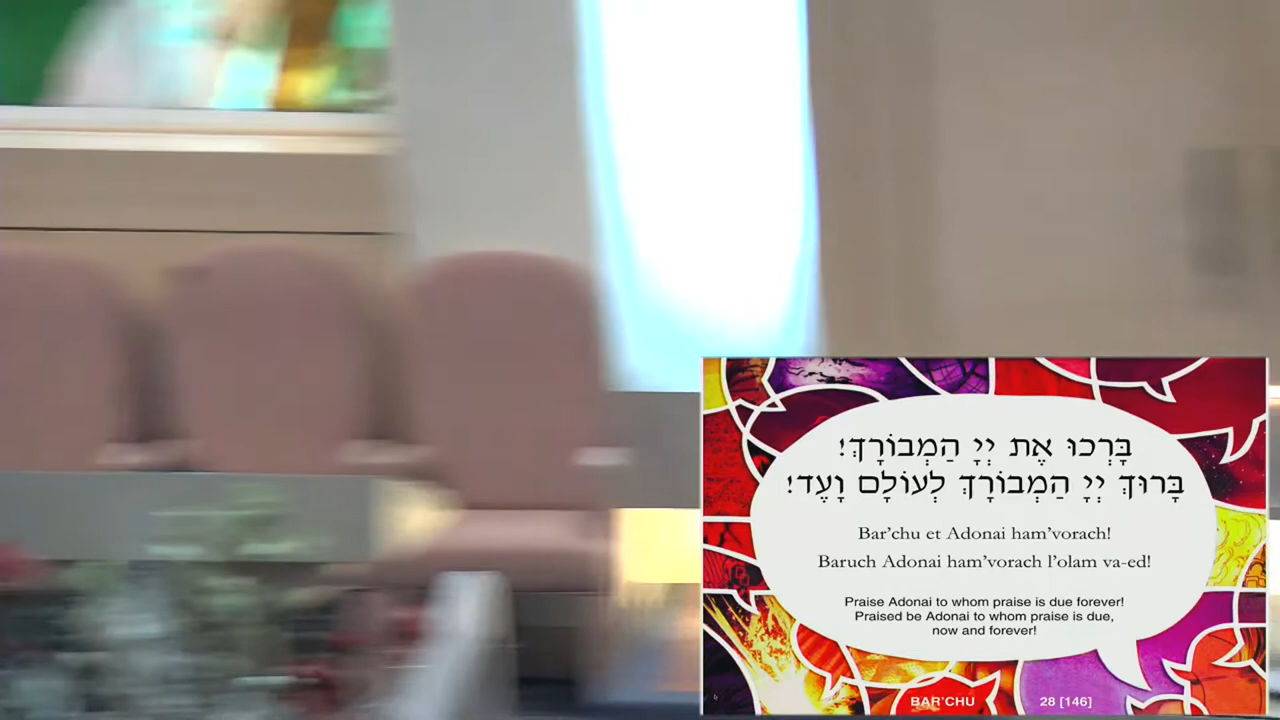 בָּרְכוּ אֶת יְיָ הַמְבוֹרָךְ!
בָּרוּךְ יְיָ הַמְבוֹרָךְ לְעוֹלָם וָעֶד!
Bar’chu et Adonai ham’vorach!
Baruch Adonai ham’vorach l’olam va-ed!
Praise Adonai to whom praise is due forever!
Praised be Adonai to whom praise is due,
now and forever!
BAR’CHU 28 [146]